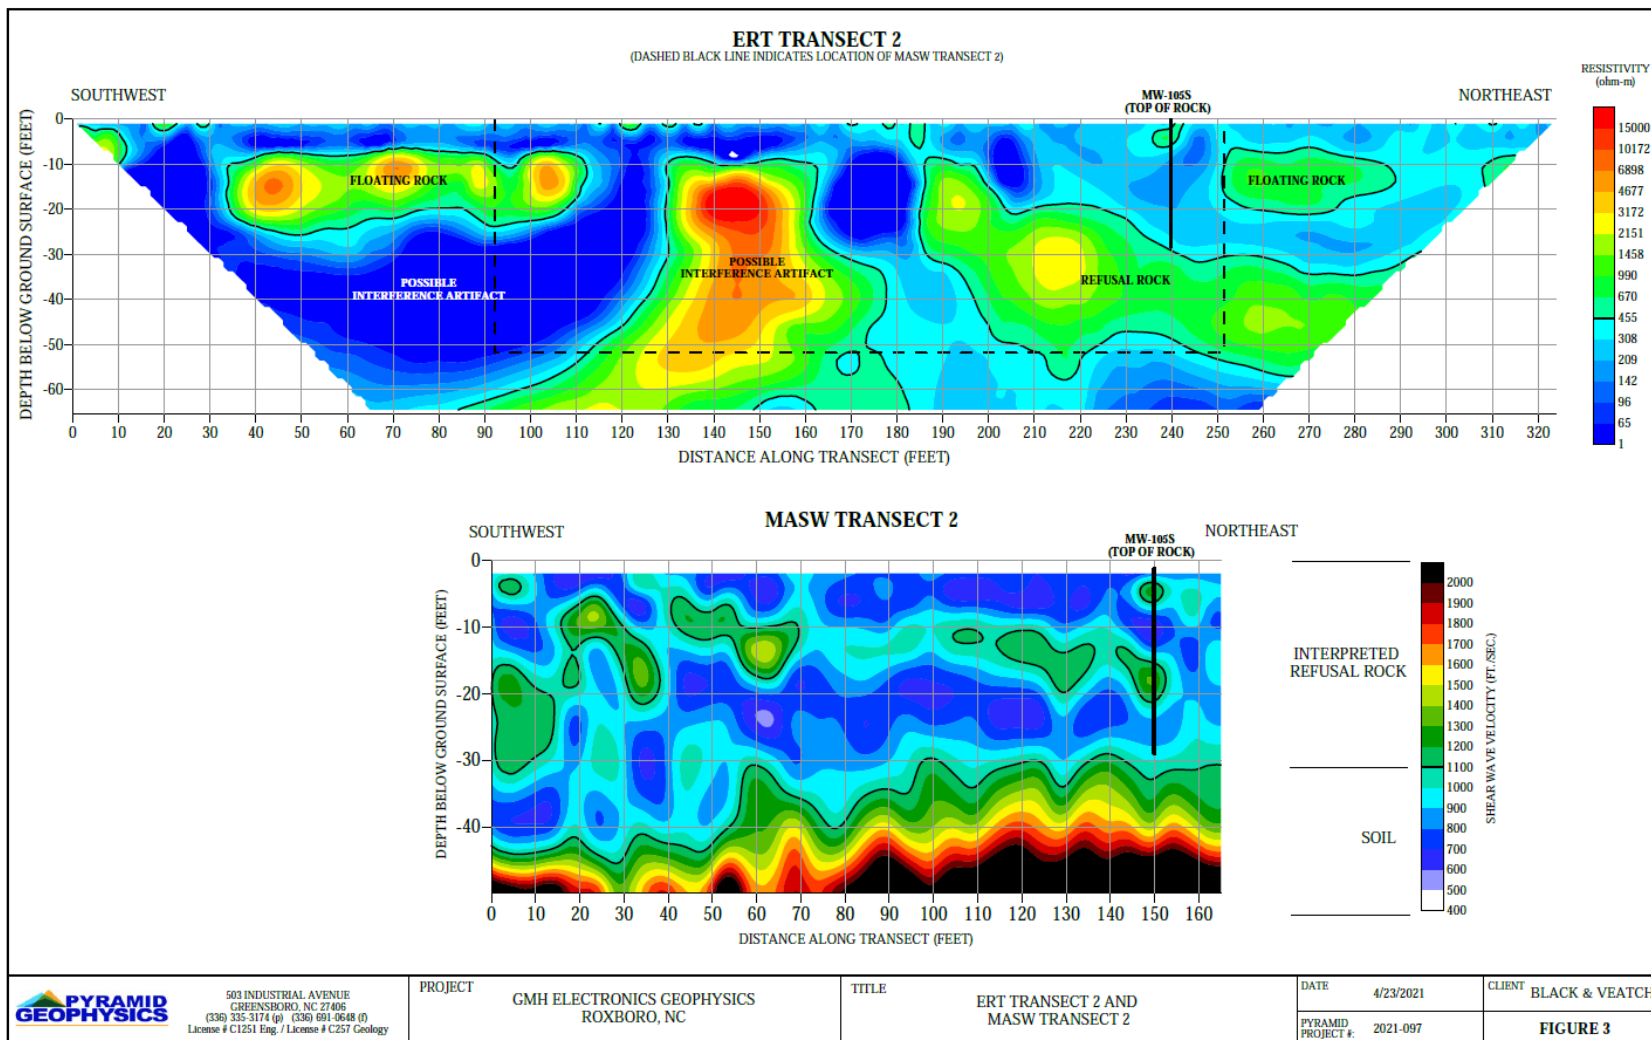 ERT TRANSECT 2
(DASHED BLACK LINE INDICATES LOCATION OF MASW TRANSECT 2)
SOUTHWEST
MW-105S
(TOP OF ROCK)
NORTHEAST
RESISTIVITY
(ohm-m)
DEPTH BELOW GROUND SURFACE (FEET)
0
-10
-20
-30
-40
-50
-60
FLOATING ROCK
FLOATING ROCK
POSSIBLE
INTERFERENCE ARTIFACT
POSSIBLE
INTERFERENCE ARTIFACT
REFUSAL ROCK
15000
10172
6898
4677
3172
2151
1458
990
670
455
308
209
142
96
65
1
0 10 20 30 40 50 60 70 80 90 100 110 120 130 140 150 160 170 180 190 200 210 220 230 240 250 260 270 280 290 300 310 320
DISTANCE ALONG TRANSECT (FEET)
MASW TRANSECT 2
SOUTHWEST
MW-105S
(TOP OF ROCK)
NORTHEAST
DEPTH BELOW GROUND SURFACE (FEET)
0
-10
-20
-30
-40
INTERPRETED
REFUSAL ROCK
SOIL
2000
1900
1800
1700
1600
1500
1400
1300
1200
1100
1000
900
800
700
600
500
400
SHEAR WAVE VELOCITY (FT./SEC.)
0 10 20 30 40 50 60 70 80 90 100 110 120 130 140 150 160
DISTANCE ALONG TRANSECT (FEET)
PYRAMID
GEOPHYSICS
503 INDUSTRIAL AVENUE
GREENSBORO, NC 27406
(336) 335-3174 (p) (336) 691-0648 (f)
License # C1251 Eng. / License # C257 Geology
PROJECT
GMH ELECTRONICS GEOPHYSICS
ROXBORO, NC
TITLE
ERT TRANSECT 2 AND
MASW TRANSECT 2
DATE
4/23/2021
CLIENT
BLACK & VEATCH
PYRAMID
PROJECT #:
2021-097
FIGURE 3